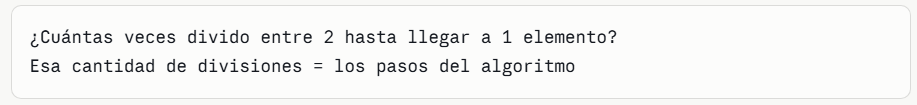 ¿Cuántas veces divido entre 2 hasta llegar a 1 elemento?
Esa cantidad de divisiones = los pasos del algoritmo